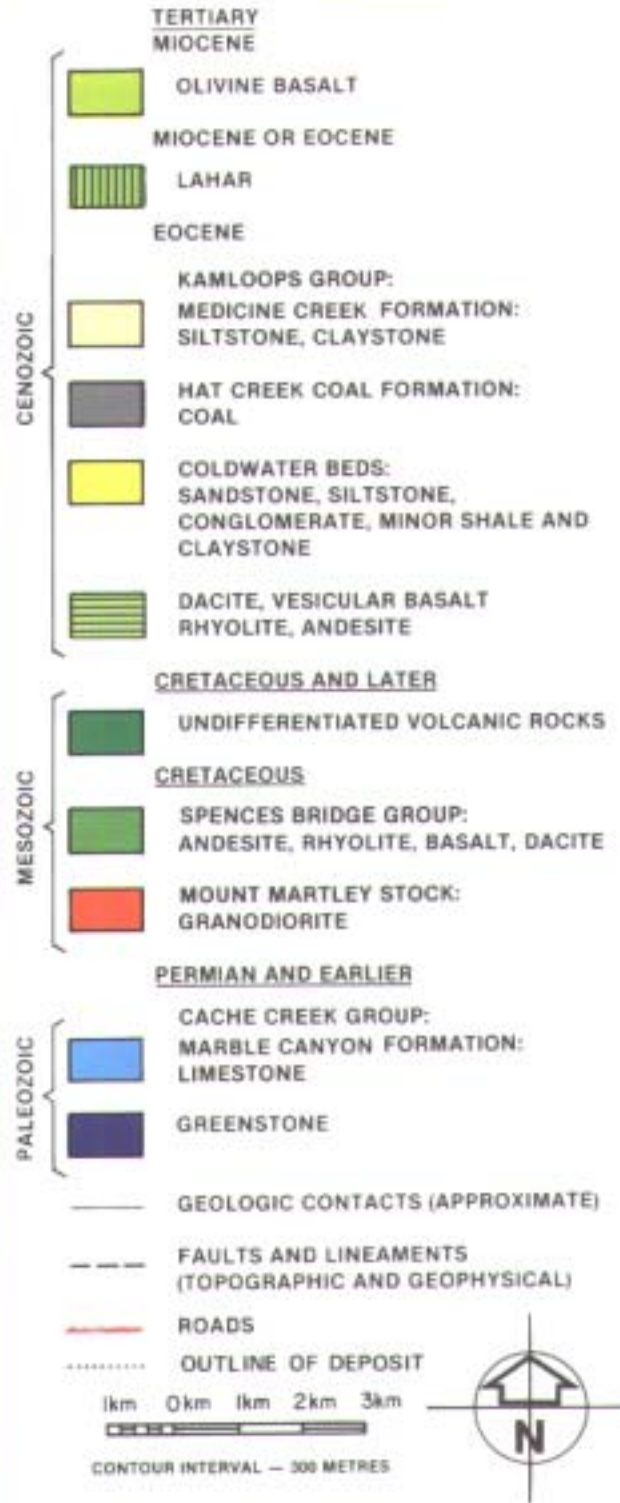 TERTIARY
MIOCENE
OLIVINE BASALT
MIOCENE OR EOCENE
LAHAR
EOCENE
KAMLOOPS GROUP:
MEDICINE CREEK FORMATION:
SILTSTONE, CLAYSTONE
HAT CREEK COAL FORMATION:
COAL
COLDWATER BEDS:
SANDSTONE, SILTSTONE,
CONGLOMERATE, MINOR SHALE AND
CLAYSTONE
DACITE, VESICULAR BASALT
RHYOLITE, ANDESITE
CENOZOIC
CRETACEOUS AND LATER
UNDIFFERENTIATED VOLCANIC ROCKS
CRETACEOUS
SPENCES BRIDGE GROUP:
ANDESITE, RHYOLITE, BASALT, DACITE
MOUNT MARTLEY STOCK:
GRANODIORITE
MESOZOIC
PERMIAN AND EARLIER
CACHE CREEK GROUP:
MARBLE CANYON FORMATION:
LIMESTONE
GREENSTONE
PALEOZOIC
GEOLOGIC CONTACTS (APPROXIMATE)
FAULTS AND LINEAMENTS
(TOPOGRAPHIC AND GEOPHYSICAL)
ROADS
OUTLINE OF DEPOSIT
1km 0km 1km 2km 3km
CONTOUR INTERVAL — 300 METRES
N